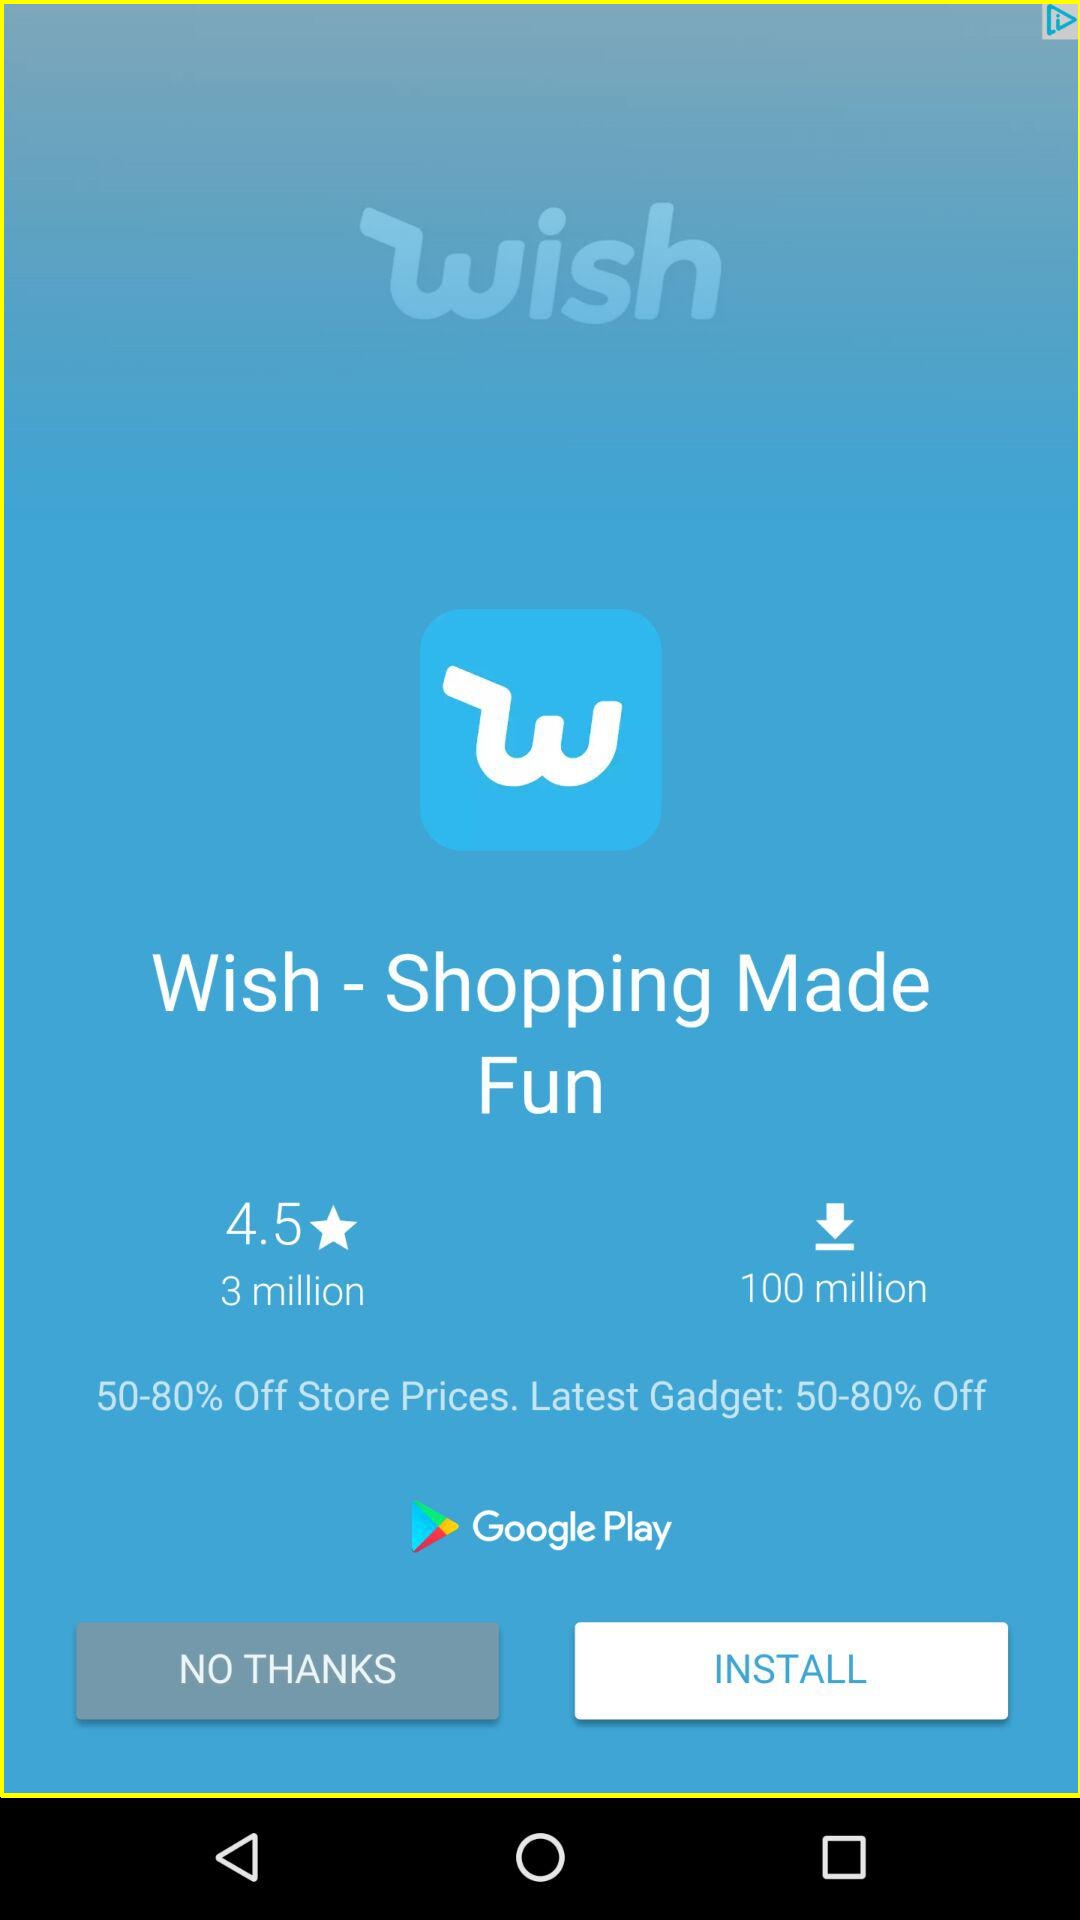 wish
w
Wish - Shopping Made
Fun
4.5
3 million
100 million
50-80% Off Store Prices. Latest Gadget: 50-80% Off
Google Play
NO THANKS
INSTALL